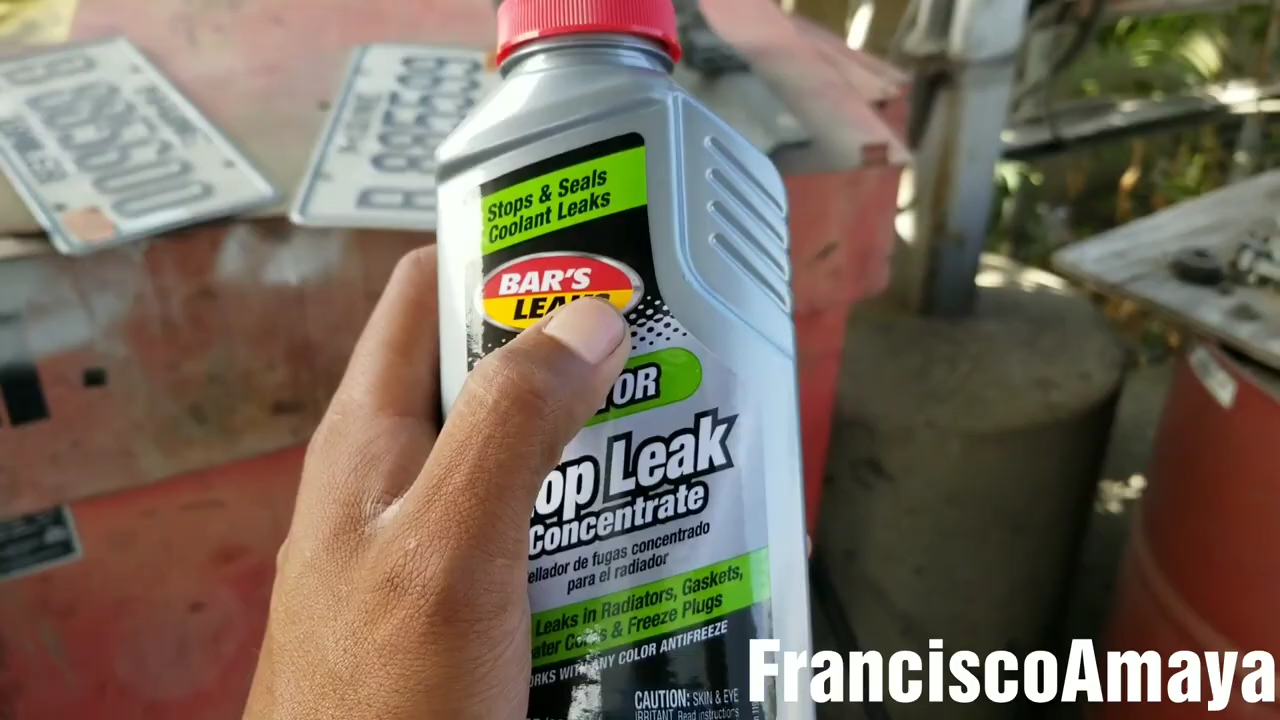 Stops & Seals
Coolant Leaks
BAR'S
op Leak
Concentrate
ellador de fugas concentrado
para el radiador
Leaks in Radiators, Gaskets,
ater Cores & Freeze Plugs
ORKS WITH ANY COLOR ANTIFREEZE
CAUTION: SKIN & EYE
IRRITANT. Read instructions
FranciscoAmaya